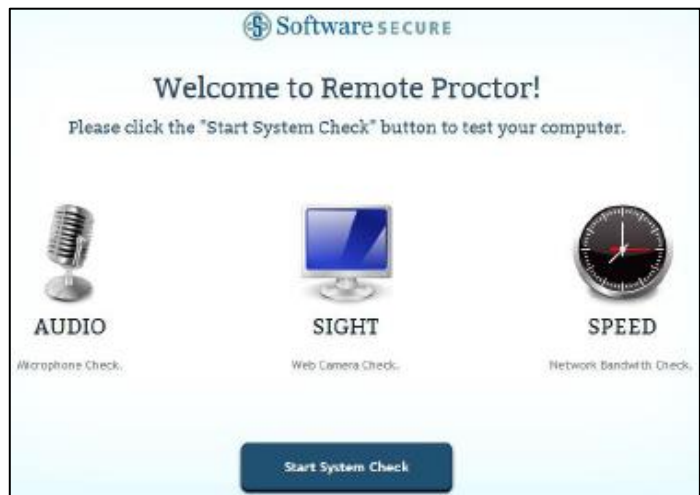 Software SECURE
Welcome to Remote Proctor!
Please click the "Start System Check" button to test your computer.
AUDIO
SIGHT
SPEED
Microphone Check.
Web Camera Check.
Network Bandwith Check.
Start System Check